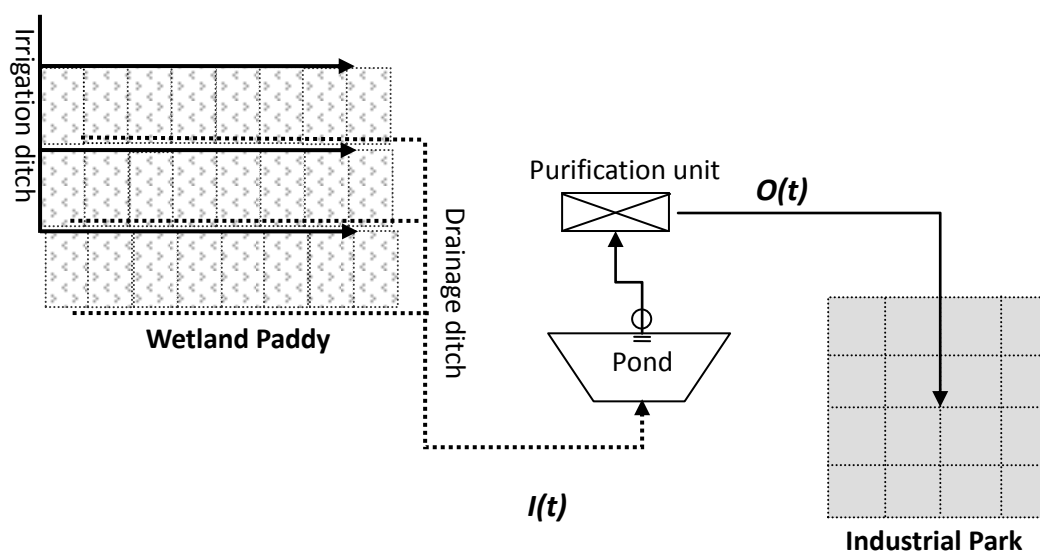 Irrigation ditch
Purification unit
O(t)
Drainage ditch
Wetland Paddy
Pond
I(t)
Industrial Park